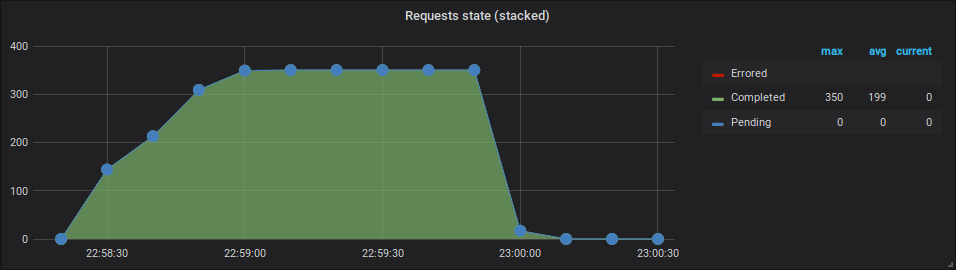 Requests state (stacked)
400
300
200
100
0
22:58:30 22:59:00 22:59:30 23:00:00 23:00:30
max avg current
Errored
Completed 350 199 0
Pending 0 0 0